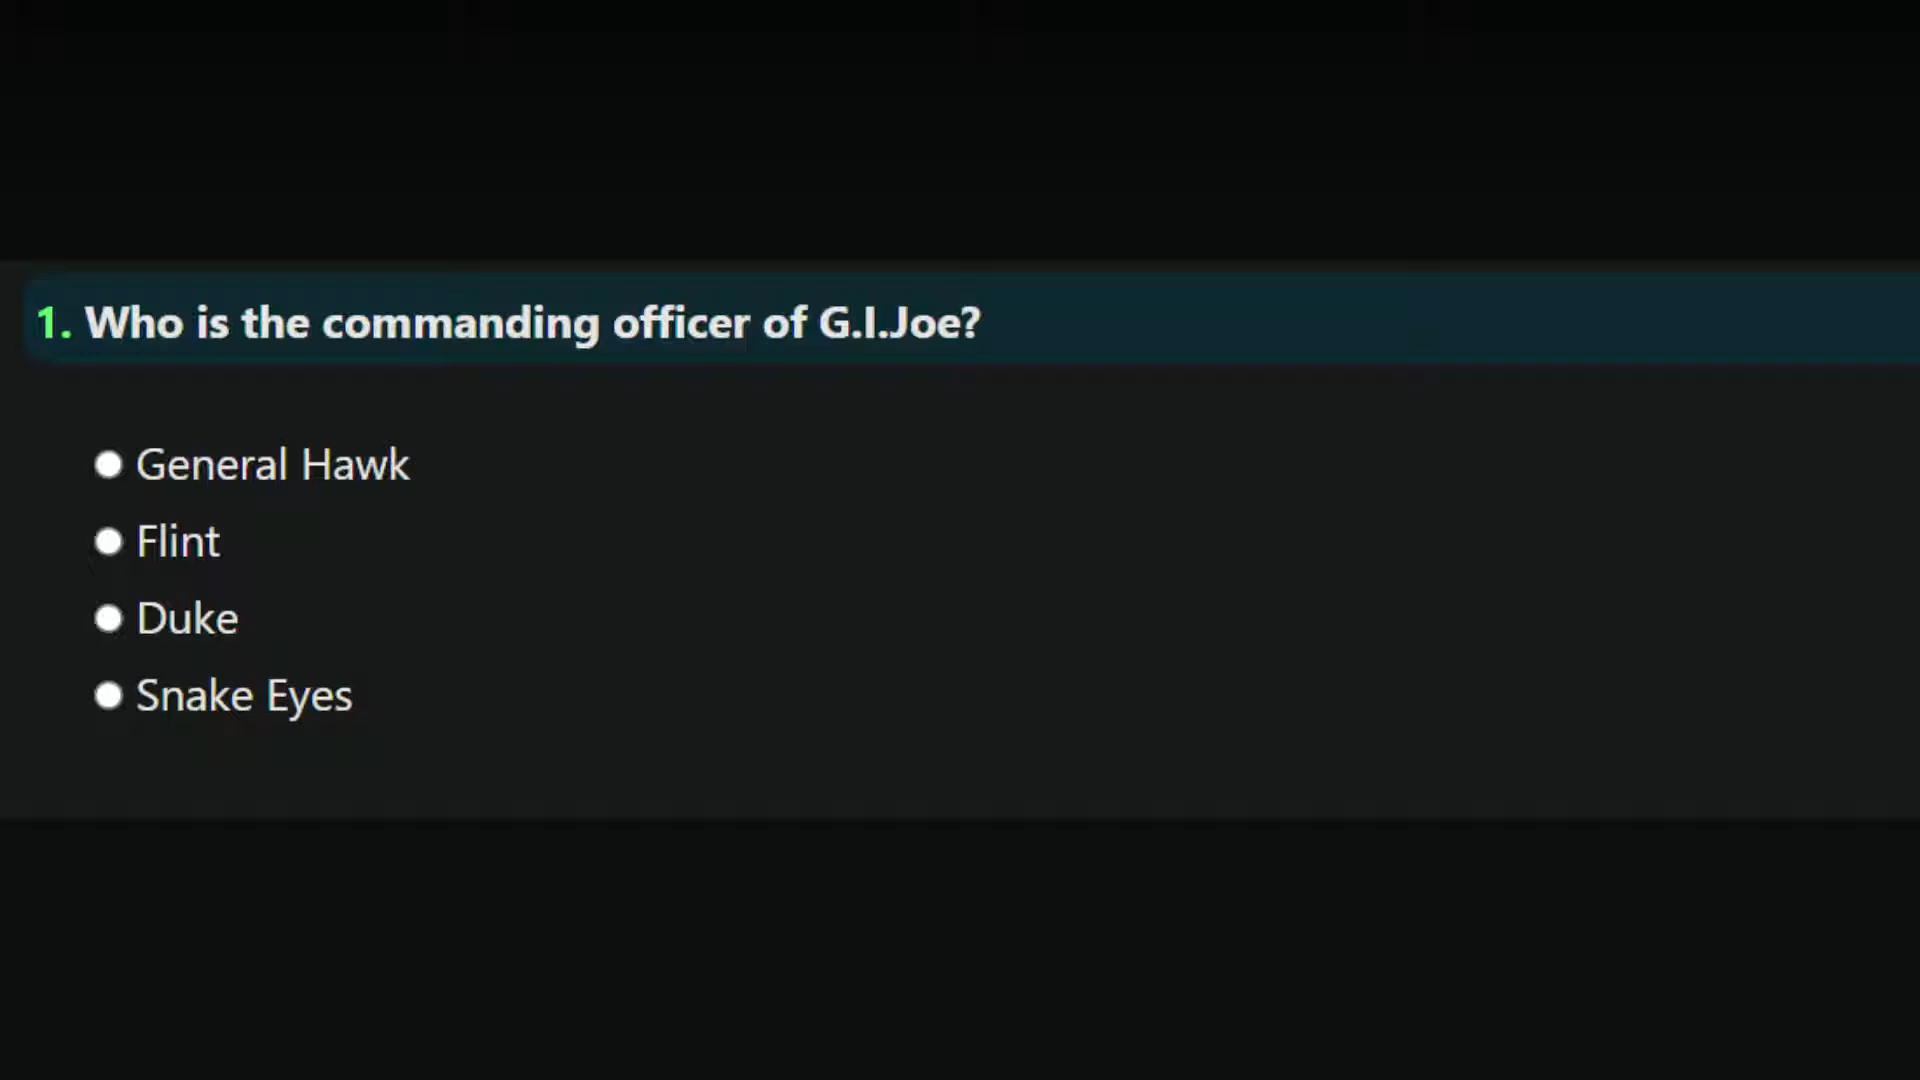 1. Who is the commanding officer of G.I.Joe?
General Hawk
Flint
Duke
Snake Eyes